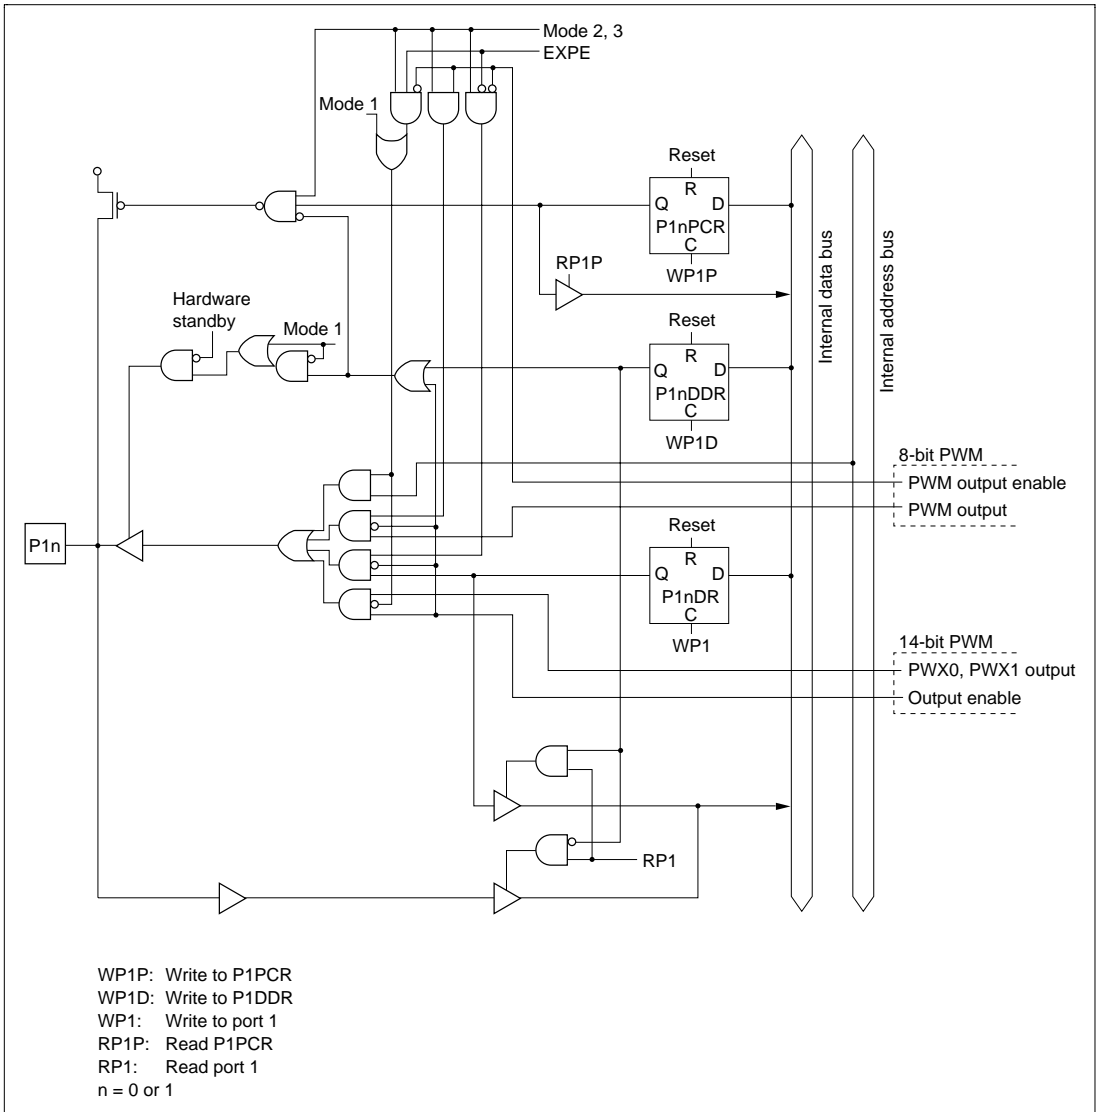 Mode 2, 3
EXPE
Mode 1
Reset
R
Q D
P1nPCR
C
WP1P
RP1P
Hardware
standby
Mode 1
Reset
R
Q D
P1nDDR
C
WP1D
Internal data bus
Internal address bus
8-bit PWM
PWM output enable
PWM output
P1n
Reset
R
Q D
P1nDR
C
WP1
14-bit PWM
PWX0, PWX1 output
Output enable
RP1
WP1P: Write to P1PCR
WP1D: Write to P1DDR
WP1: Write to port 1
RP1P: Read P1PCR
RP1: Read port 1
n = 0 or 1